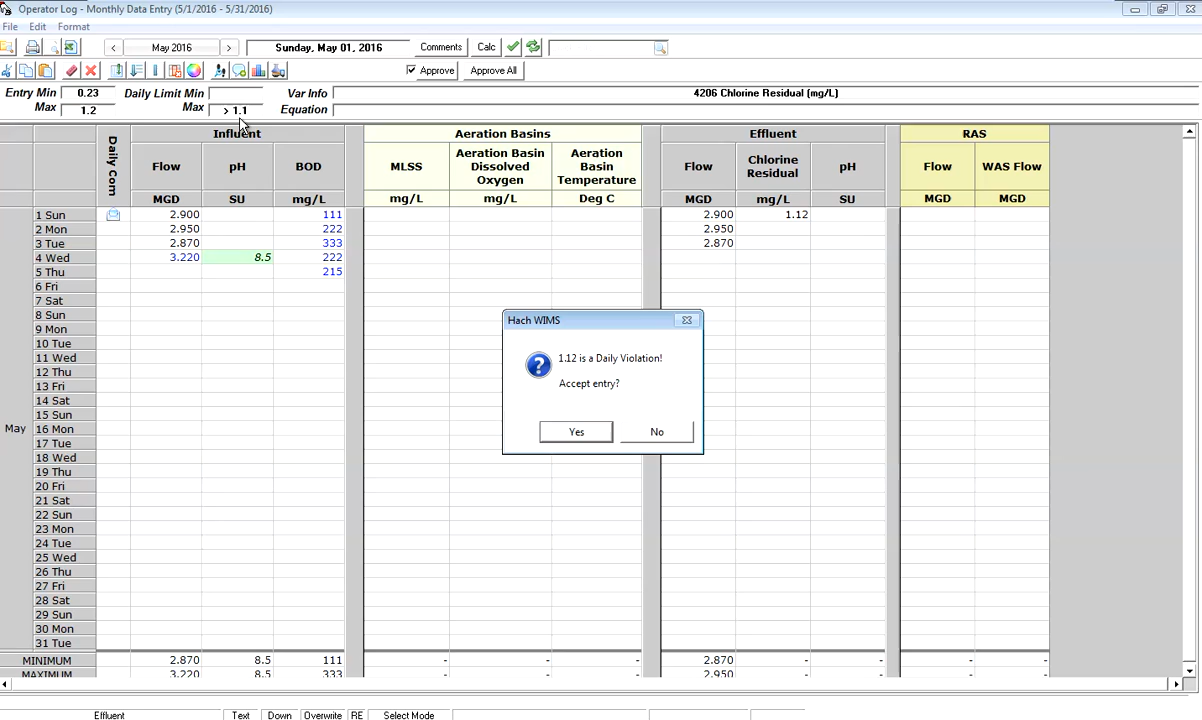 Operator Log - Monthly Data Entry (5/1/2016 - 5/31/2016)
File Edit Format
< May 2016 > Sunday, May 01, 2016 Comments Calc
Approve Approve All
Entry Min 0.23 Daily Limit Min Var Info 4206 Chlorine Residual (mg/L)
Max 1.2 Max > 1.1 Equation
Daily Com
Influent Aeration Basins Effluent RAS
Flow pH BOD MLSS Aeration Basin Dissolved Oxygen Aeration Basin Temperature Flow Chlorine Residual pH Flow WAS Flow
MGD SU mg/L mg/L mg/L Deg C MGD mg/L SU MGD MGD
1 Sun 2.900 111 2.900 1.12
2 Mon 2.950 222 2.950
3 Tue 2.870 333 2.870
4 Wed 3.220 8.5 222
5 Thu 215
6 Fri
7 Sat
8 Sun
9 Mon
10 Tue
11 Wed
12 Thu
13 Fri
14 Sat
15 Sun
May 16 Mon
17 Tue
18 Wed
19 Thu
20 Fri
21 Sat
22 Sun
23 Mon
24 Tue
25 Wed
26 Thu
27 Fri
28 Sat
29 Sun
30 Mon
31 Tue
MINIMUM 2.870 8.5 111 - - - 2.870 - - - -
MAXIMUM 3.220 8.5 333 - - - 2.950 - - - -
Hach WIMS
1.12 is a Daily Violation!
Accept entry?
Yes No
Effluent Text Down Overwrite RE Select Mode